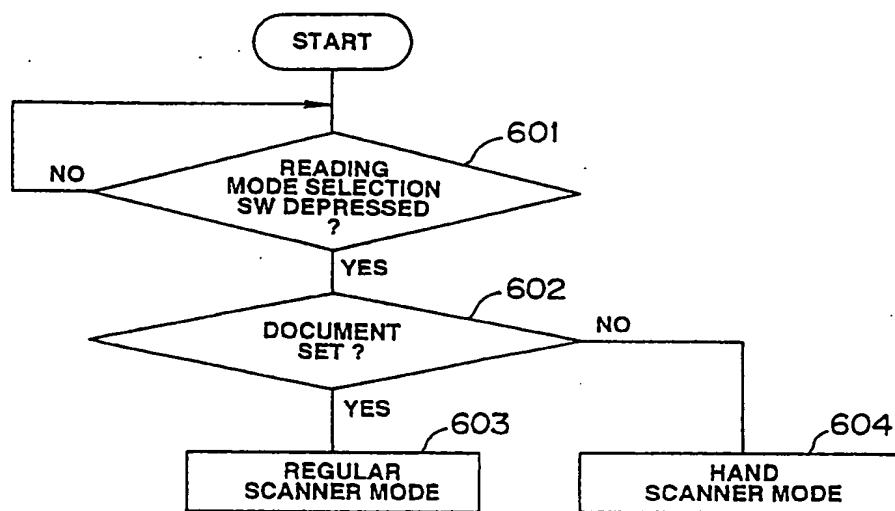 START
601
NO
READING
MODE SELECTION
SW DEPRESSED
?
YES
602
DOCUMENT
SET ?
NO
YES
603
604
REGULAR
SCANNER MODE
HAND
SCANNER MODE